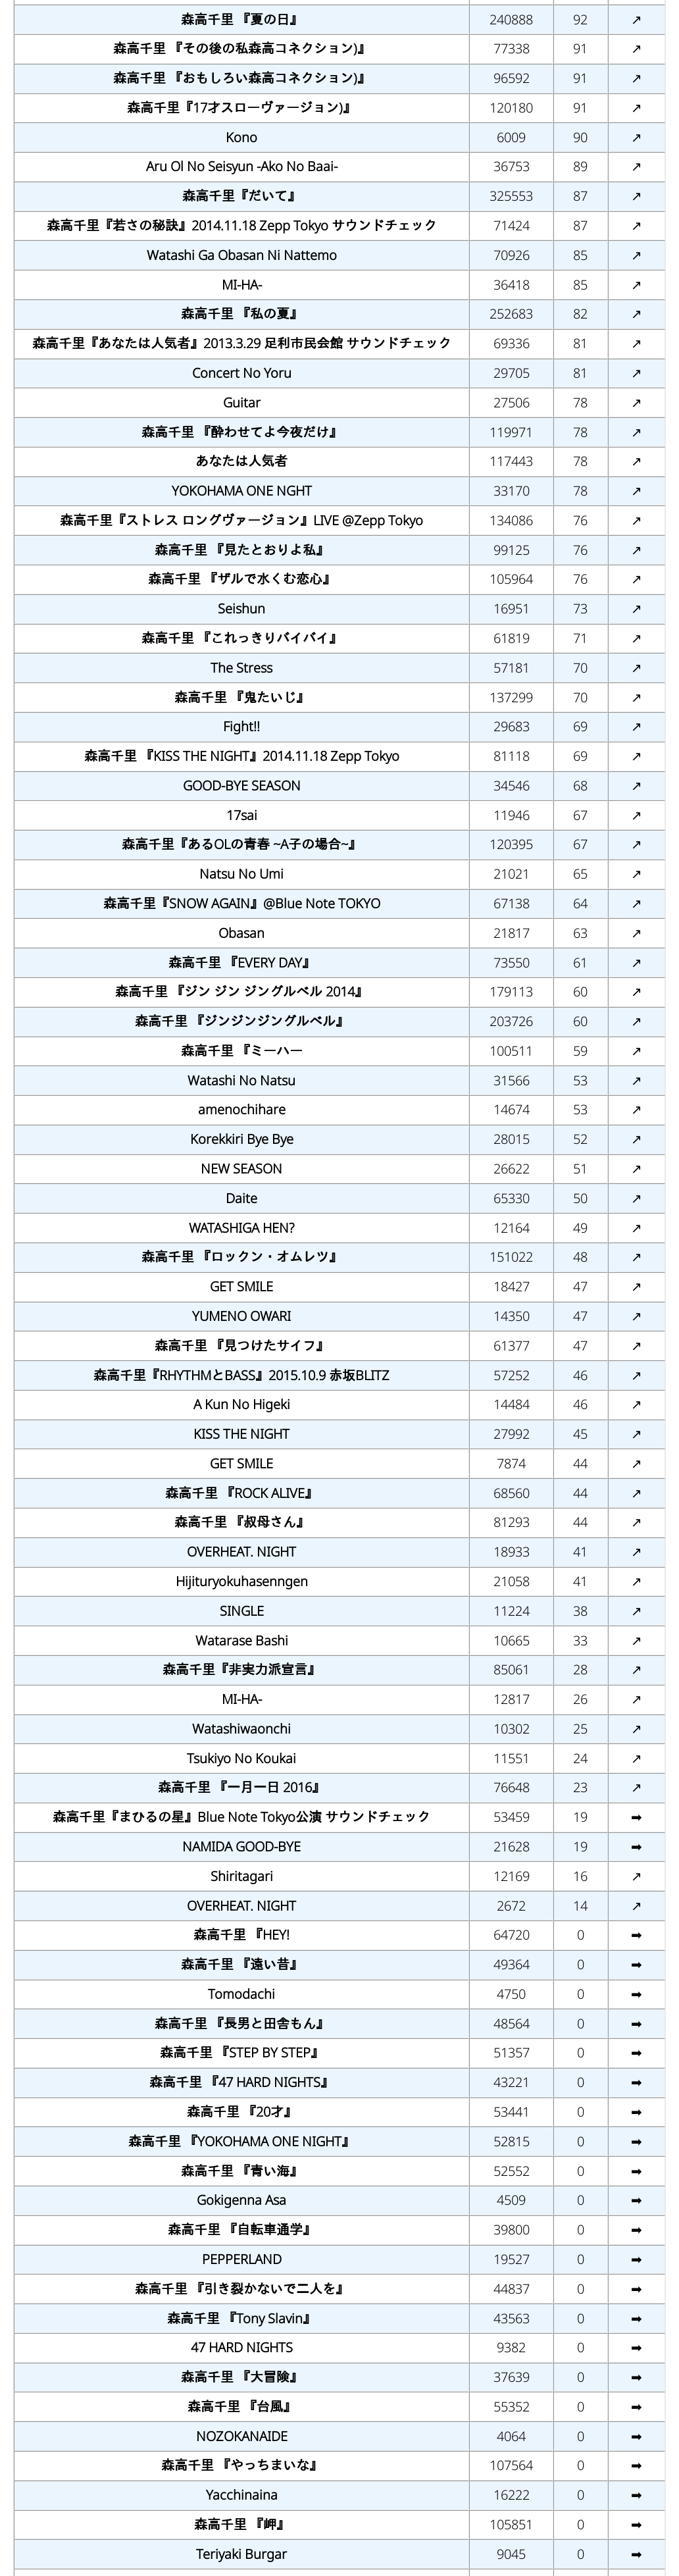 森高千里 『夏の日』 240888 92 ↗
森高千里 『その後の私森高コネクション)』 77338 91 ↗
森高千里 『おもしろい森高コネクション)』 96592 91 ↗
森高千里『17才スローヴァージョン)』 120180 91 ↗
Kono 6009 90 ↗
Aru Ol No Seisyun -Ako No Baai- 36753 89 ↗
森高千里『だいて』 325553 87 ↗
森高千里『若さの秘訣』2014.11.18 Zepp Tokyo サウンドチェック 71424 87 ↗
Watashi Ga Obasan Ni Nattemo 70926 85 ↗
MI-HA- 36418 85 ↗
森高千里 『私の夏』 252683 82 ↗
森高千里『あなたは人気者』2013.3.29 足利市民会館 サウンドチェック 69336 81 ↗
Concert No Yoru 29705 81 ↗
Guitar 27506 78 ↗
森高千里 『酔わせてよ今夜だけ』 119971 78 ↗
あなたは人気者 117443 78 ↗
YOKOHAMA ONE NGHT 33170 78 ↗
森高千里『ストレス ロングヴァージョン』LIVE @Zepp Tokyo 134086 76 ↗
森高千里 『見たとおりよ私』 99125 76 ↗
森高千里 『ザルで水くむ恋心』 105964 76 ↗
Seishun 16951 73 ↗
森高千里 『これっきりバイバイ』 61819 71 ↗
The Stress 57181 70 ↗
森高千里 『鬼たいじ』 137299 70 ↗
Fight!! 29683 69 ↗
森高千里 『KISS THE NIGHT』2014.11.18 Zepp Tokyo 81118 69 ↗
GOOD-BYE SEASON 34546 68 ↗
17sai 11946 67 ↗
森高千里『あるOLの青春 ~A子の場合~』 120395 67 ↗
Natsu No Umi 21021 65 ↗
森高千里『SNOW AGAIN』@Blue Note TOKYO 67138 64 ↗
Obasan 21817 63 ↗
森高千里 『EVERY DAY』 73550 61 ↗
森高千里 『ジン ジン ジングルベル 2014』 179113 60 ↗
森高千里 『ジンジンジングルベル』 203726 60 ↗
森高千里 『ミーハー 100511 59 ↗
Watashi No Natsu 31566 53 ↗
amenochihare 14674 53 ↗
Korekkiri Bye Bye 28015 52 ↗
NEW SEASON 26622 51 ↗
Daite 65330 50 ↗
WATASHIGA HEN? 12164 49 ↗
森高千里 『ロックン・オムレツ』 151022 48 ↗
GET SMILE 18427 47 ↗
YUMENO OWARI 14350 47 ↗
森高千里 『見つけたサイフ』 61377 47 ↗
森高千里『RHYTHMとBASS』2015.10.9 赤坂BLITZ 57252 46 ↗
A Kun No Higeki 14484 46 ↗
KISS THE NIGHT 27992 45 ↗
GET SMILE 7874 44 ↗
森高千里 『ROCK ALIVE』 68560 44 ↗
森高千里 『叔母さん』 81293 44 ↗
OVERHEAT. NIGHT 18933 41 ↗
Hijituryokuhasenngen 21058 41 ↗
SINGLE 11224 38 ↗
Watarase Bashi 10665 33 ↗
森高千里『非実力派宣言』 85061 28 ↗
MI-HA- 12817 26 ↗
Watashiwaonchi 10302 25 ↗
Tsukiyo No Koukai 11551 24 ↗
森高千里 『一月一日 2016』 76648 23 ↗
森高千里『まひるの星』Blue Note Tokyo公演 サウンドチェック 53459 19 ➡
NAMIDA GOOD-BYE 21628 19 ➡
Shiritagari 12169 16 ↗
OVERHEAT. NIGHT 2672 14 ↗
森高千里 『HEY! 64720 0 ➡
森高千里 『遠い昔』 49364 0 ➡
Tomodachi 4750 0 ➡
森高千里 『長男と田舎もん』 48564 0 ➡
森高千里 『STEP BY STEP』 51357 0 ➡
森高千里 『47 HARD NIGHTS』 43221 0 ➡
森高千里 『20才』 53441 0 ➡
森高千里 『YOKOHAMA ONE NIGHT』 52815 0 ➡
森高千里 『青い海』 52552 0 ➡
Gokigenna Asa 4509 0 ➡
森高千里 『自転車通学』 39800 0 ➡
PEPPERLAND 19527 0 ➡
森高千里 『引き裂かないで二人を』 44837 0 ➡
森高千里 『Tony Slavin』 43563 0 ➡
47 HARD NIGHTS 9382 0 ➡
森高千里 『大冒険』 37639 0 ➡
森高千里 『台風』 55352 0 ➡
NOZOKANAIDE 4064 0 ➡
森高千里 『やっちまいな』 107564 0 ➡
Yacchinaina 16222 0 ➡
森高千里 『岬』 105851 0 ➡
Teriyaki Burgar 9045 0 ➡